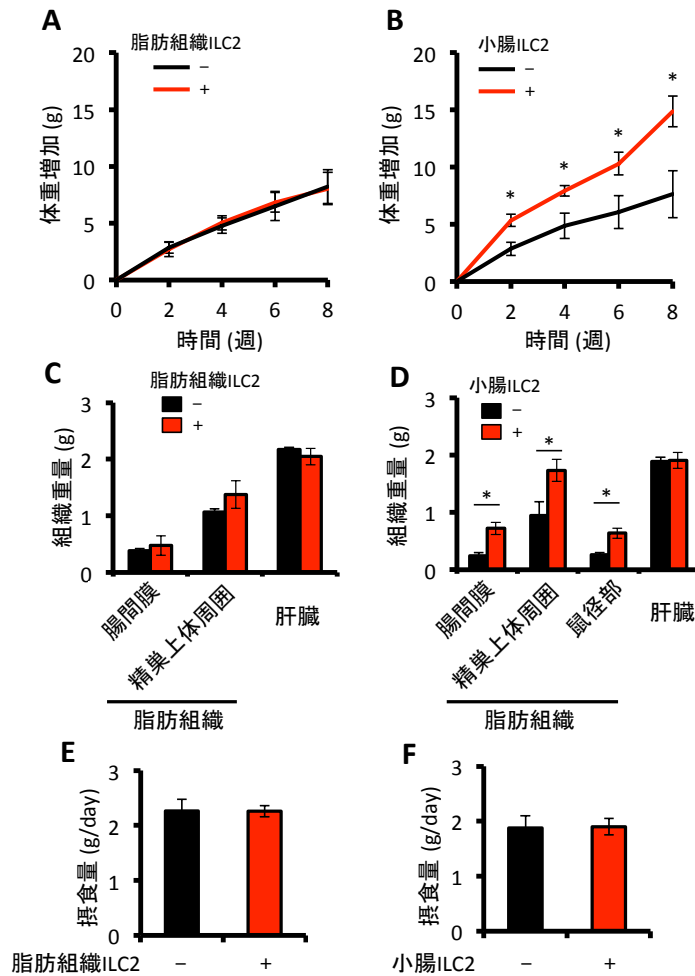 A
脂肪組織ILC2
−
+
体重増加 (g)
20
15
10
5
0
0 2 4 6 8
時間 (週)
B
小腸ILC2
−
+
体重増加 (g)
20
15
10
5
0
* * * *
0 2 4 6 8
時間 (週)
C
脂肪組織ILC2
−
+
組織重量 (g)
3
2
1
0
腸間膜
精巣上体周囲
肝臓
脂肪組織
D
小腸ILC2
−
+
組織重量 (g)
3
2
1
0
* * *
腸間膜
精巣上体周囲
鼠径部
肝臓
脂肪組織
E
摂食量 (g/day)
3
2
1
0
脂肪組織ILC2 − +
F
摂食量 (g/day)
3
2
1
0
小腸ILC2 − +